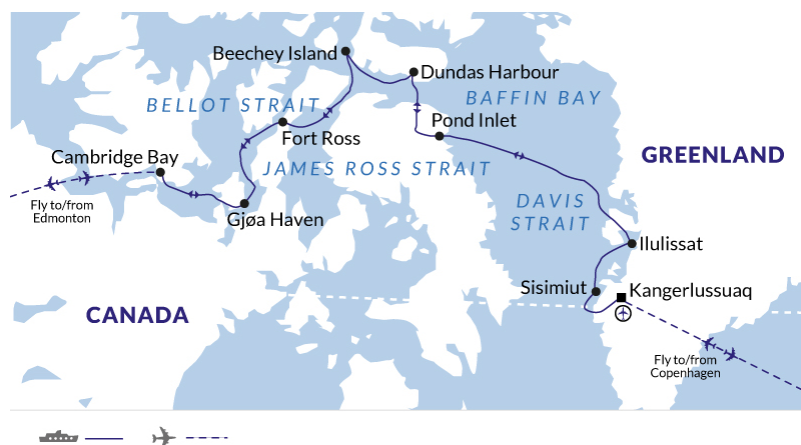 Beechey Island
Dundas Harbour
BELLOT STRAIT
BAFFIN BAY
Pond Inlet
Fort Ross
Cambridge Bay
JAMES ROSS STRAIT
GREENLAND
Fly to/from
Edmonton
Gjøa Haven
DAVIS
STRAIT
Ilulissat
Sisimiut
Kangerlussuaq
CANADA
Fly to/from
Copenhagen